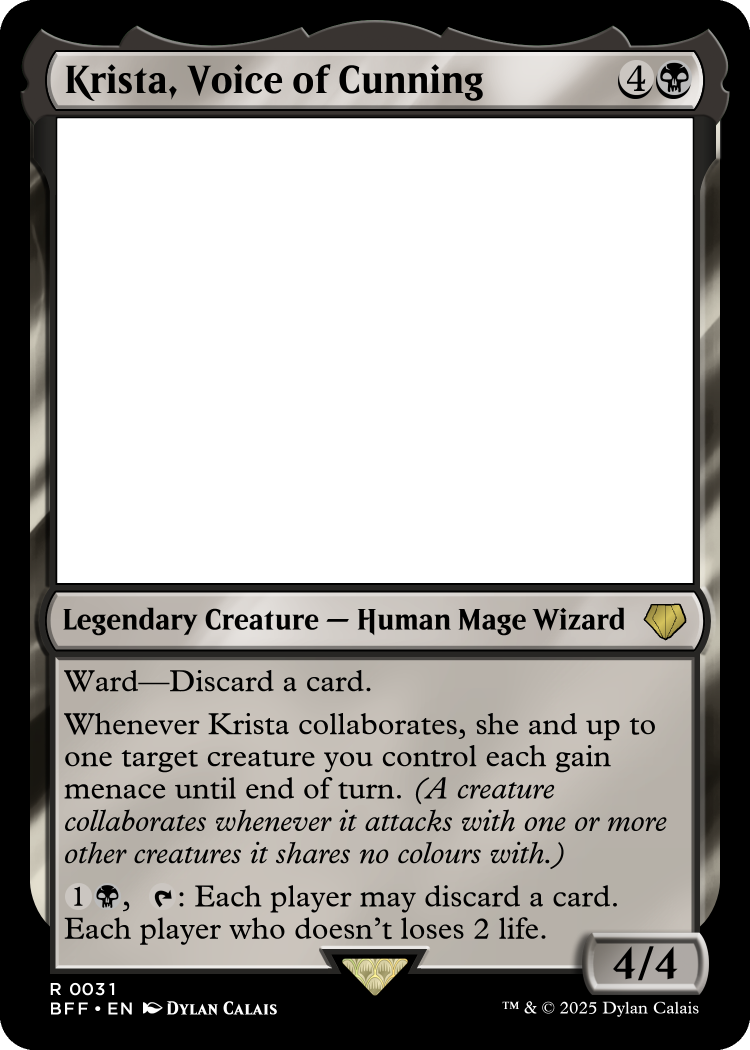 Krista, Voice of Cunning 4
Legendary Creature — Human Mage Wizard
Ward—Discard a card.
Whenever Krista collaborates, she and up to
one target creature you control each gain
menace until end of turn. (A creature
collaborates whenever it attacks with one or more
other creatures it shares no colours with.)
1, : Each player may discard a card.
Each player who doesn't loses 2 life.
4/4
R 0031
BFF • EN Dylan Calais
™ & © 2025 Dylan Calais